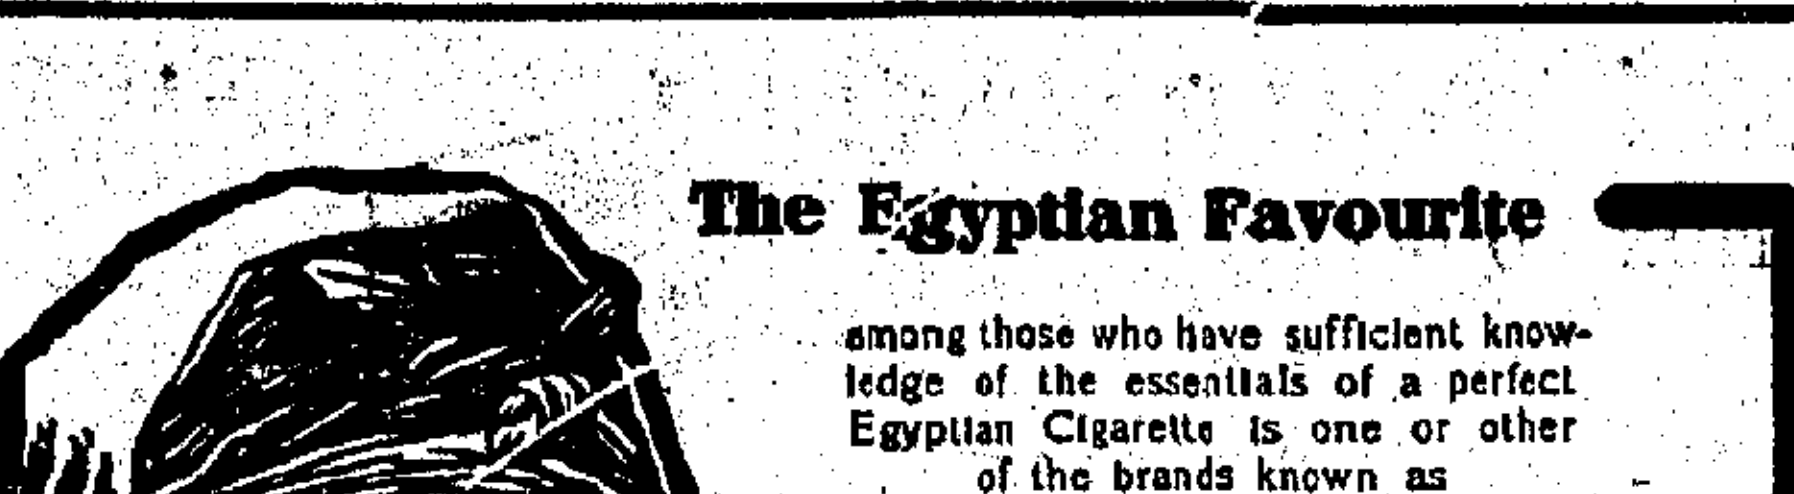 The Egyptian Favourite
among those who have sufficient know-
ledge of the essentials of a perfect
Egyptian Cigarette is one or other
of the brands known as